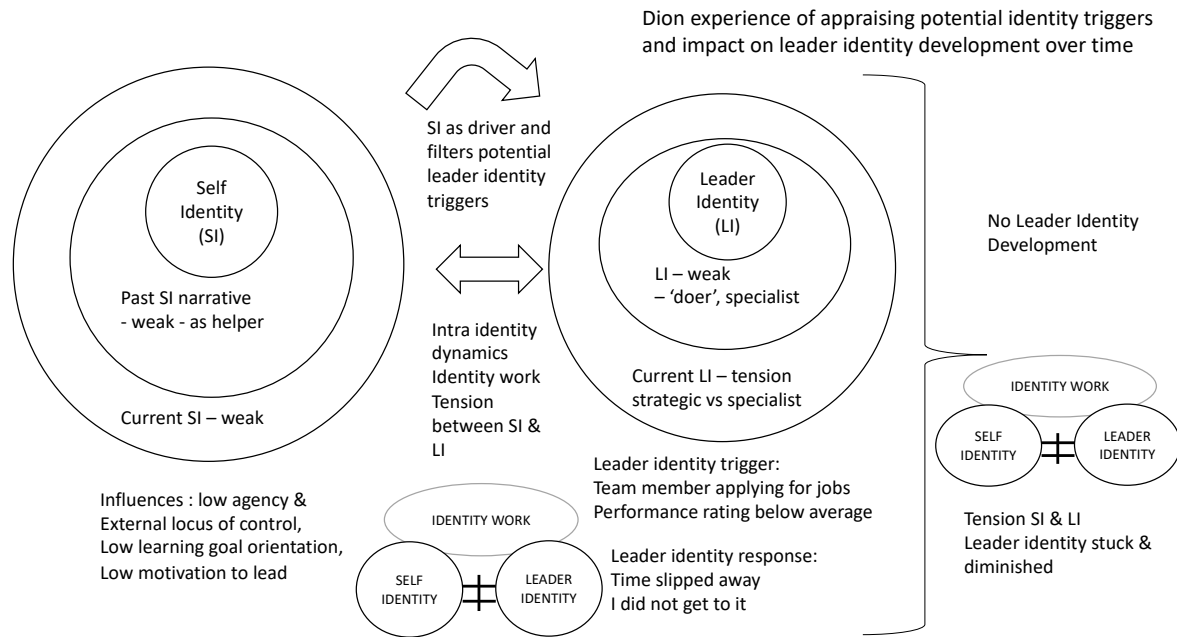 Dion experience of appraising potential identity triggers
and impact on leader identity development over time
Self
Identity
(SI)
Past SI narrative
- weak - as helper
Current SI – weak
Influences : low agency &
External locus of control,
Low learning goal orientation,
Low motivation to lead
SI as driver and
filters potential
leader identity
triggers
Intra identity
dynamics
Identity work
Tension
between SI &
LI
IDENTITY WORK
SELF
IDENTITY
LEADER
IDENTITY
Leader
Identity
(LI)
LI – weak
– ‘doer’, specialist
Current LI – tension
strategic vs specialist
Leader identity trigger:
Team member applying for jobs
Performance rating below average
Leader identity response:
Time slipped away
I did not get to it
No Leader Identity
Development
IDENTITY WORK
SELF
IDENTITY
LEADER
IDENTITY
Tension SI & LI
Leader identity stuck &
diminished